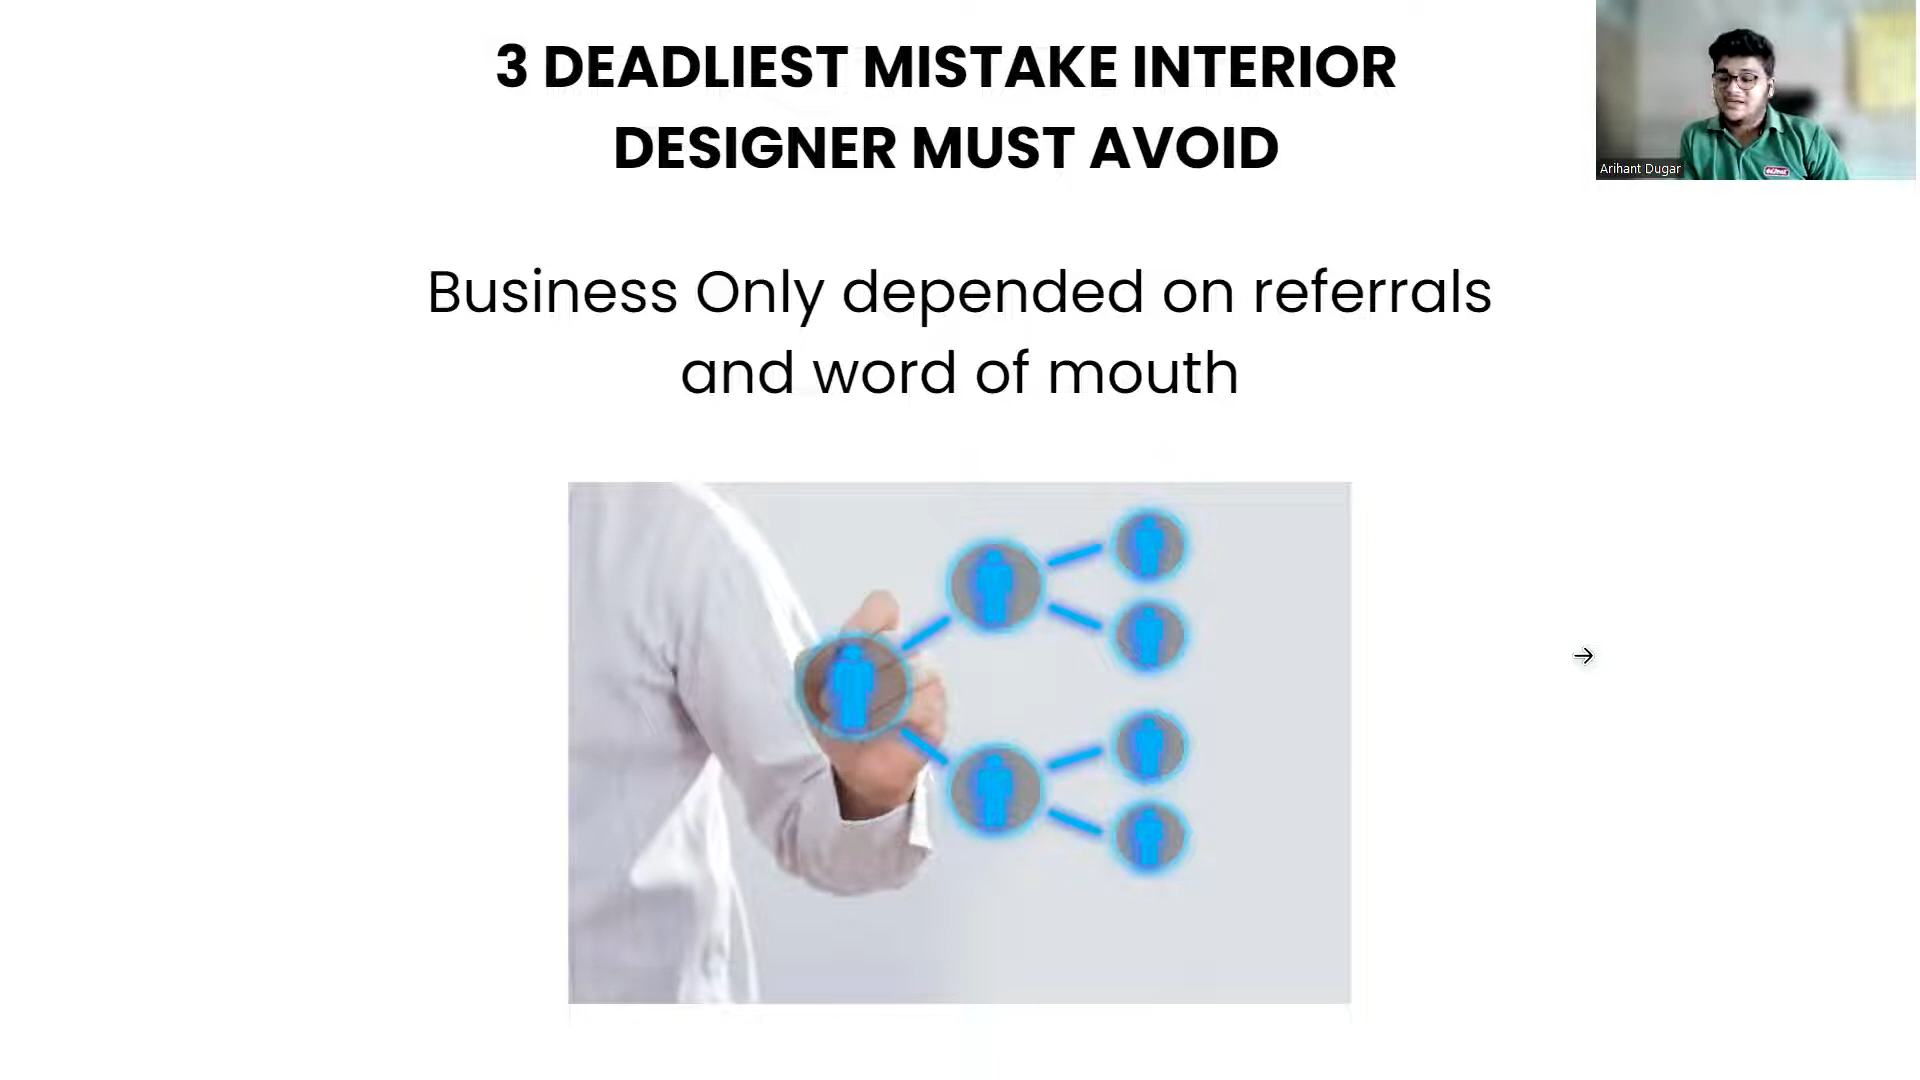 3 DEADLIEST MISTAKE INTERIOR
DESIGNER MUST AVOID
Arihant Dugar
Business Only depended on referrals
and word of mouth